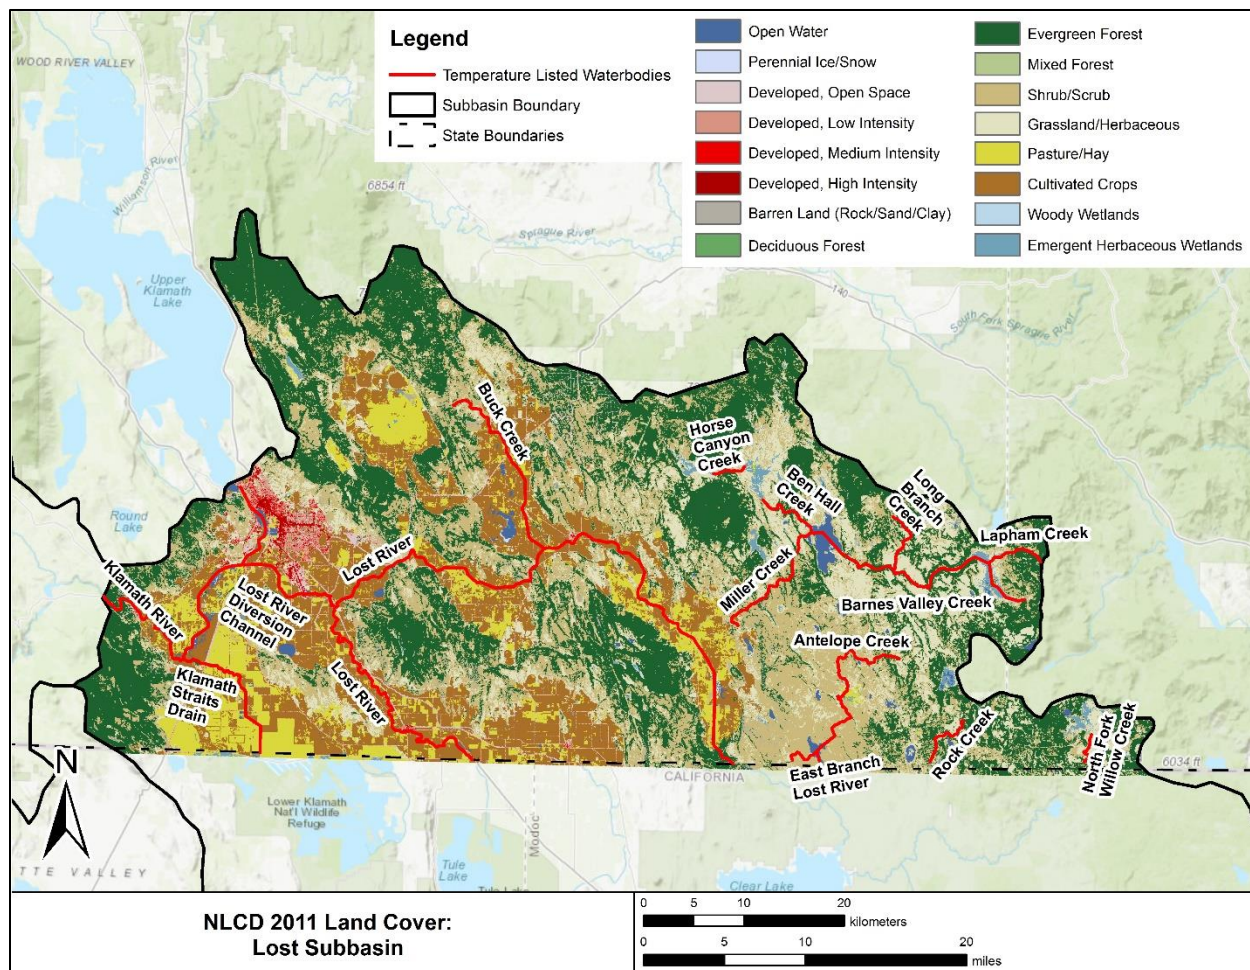 Legend
Temperature Listed Waterbodies
Subbasin Boundary
State Boundaries
Open Water
Perennial Ice/Snow
Developed, Open Space
Developed, Low Intensity
Developed, Medium Intensity
Developed, High Intensity
Barren Land (Rock/Sand/Clay)
Deciduous Forest
Evergreen Forest
Mixed Forest
Shrub/Scrub
Grassland/Herbaceous
Pasture/Hay
Cultivated Crops
Woody Wetlands
Emergent Herbaceous Wetlands
WOOD RIVER VALLEY
Williamson River
6854 ft
Sprague River
Upper
Klamath
Lake
140
South Fork Sprague River
Buck Creek
Horse
Canyon
Creek
Ben Hall
Creek
Long
Branch
Creek
Lapham Creek
Round
Lake
Lost River
Miller Creek
Barnes Valley Creek
Klamath River
Lost River
Diversion
Channel
Antelope Creek
Klamath
Straits
Drain
Lost River
East Branch
Lost River
Rock Creek
North Fork
Willow Creek
6034 ft
CALIFORNIA
N
Lower Klamath
Nat'l Wildlife
Refuge
Modoc
TTE VALLEY
Tule
Lake
Tule Lake
Clear Lake
NLCD 2011 Land Cover:
Lost Subbasin
0 5 10 20
kilometers
0 5 10 20
miles